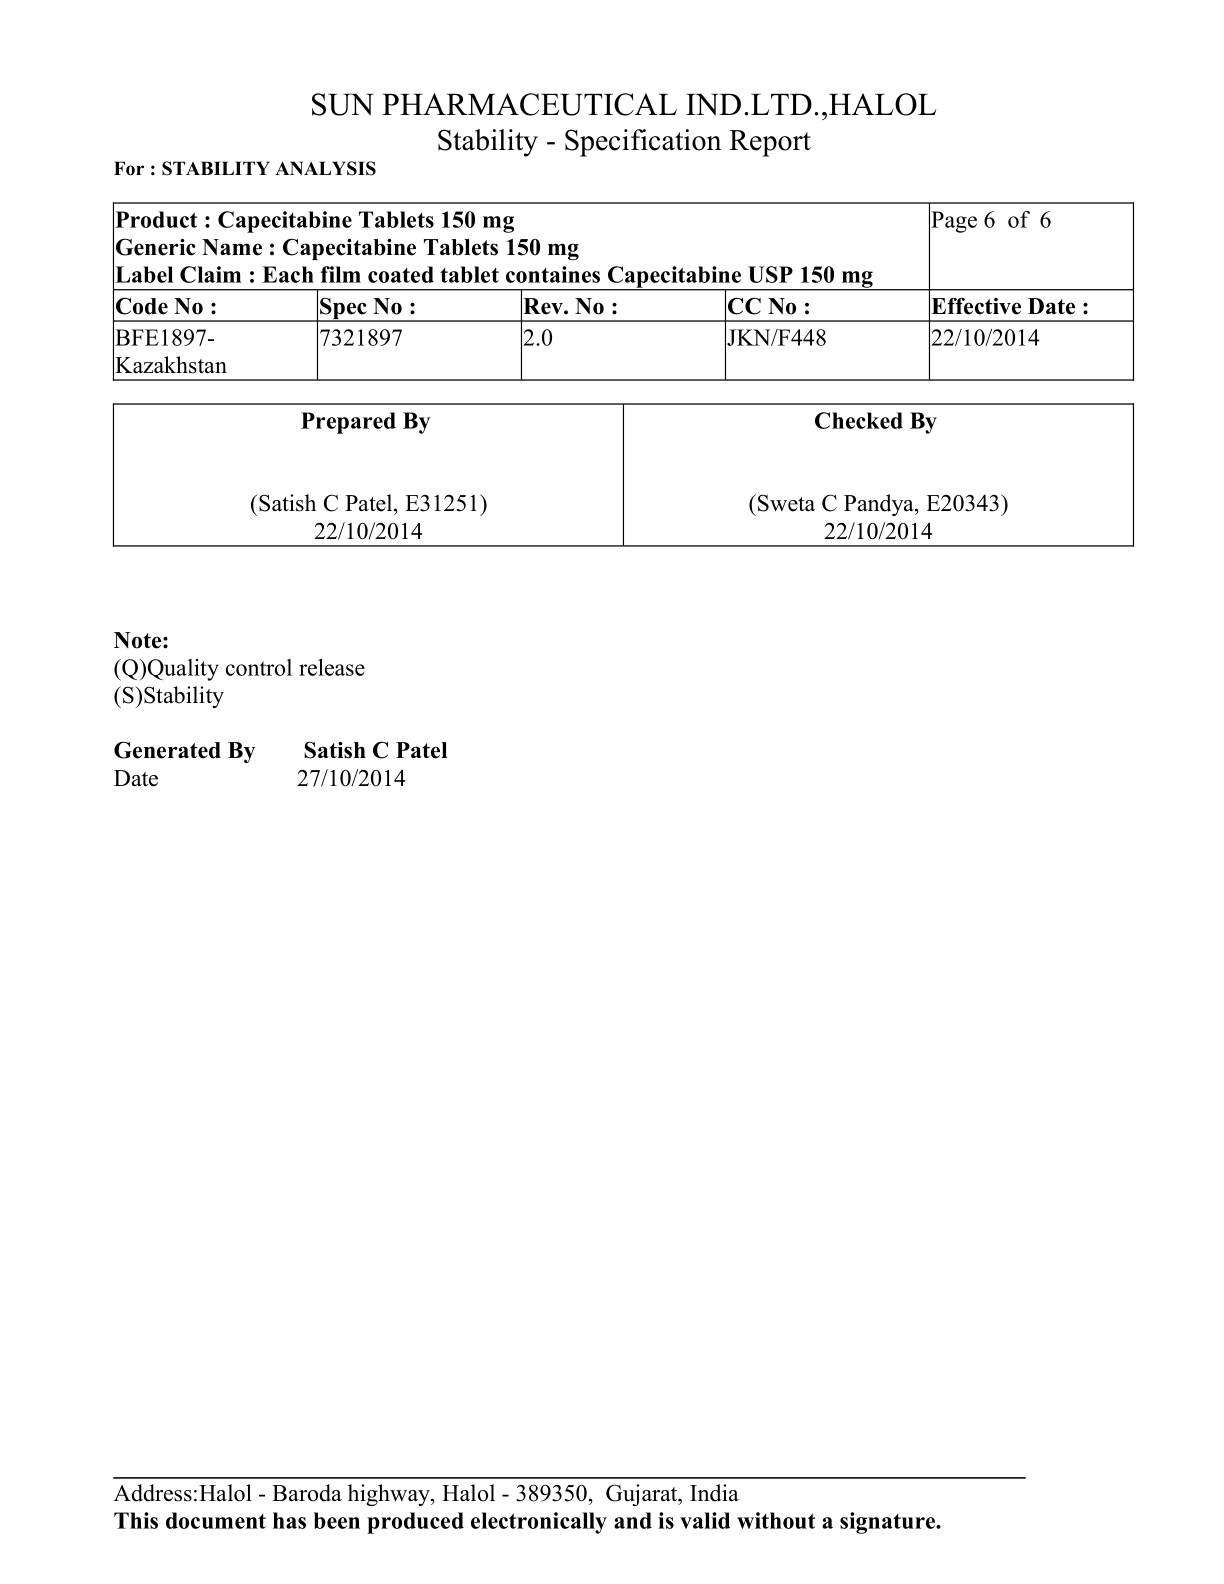 SUN PHARMACEUTICAL IND.LTD.,HALOL
Stability - Specification Report
For : STABILITY ANALYSIS
Product : Capecitabine Tablets 150 mg
Page 6 of 6
Generic Name : Capecitabine Tablets 150 mg
Label Claim : Each film coated tablet containes Capecitabine USP 150 mg
Code No : Spec No : Rev. No : CC No : Effective Date :
BFE1897- 7321897 2.0 JKN/F448 22/10/2014
Kazakhstan
Prepared By Checked By
(Satish C Patel, E31251) (Sweta C Pandya, E20343)
22/10/2014 22/10/2014
Note:
(Q)Quality control release
(S)Stability
Generated By Satish C Patel
Date 27/10/2014
Address:Halol - Baroda highway, Halol - 389350, Gujarat, India
This document has been produced electronically and is valid without a signature.